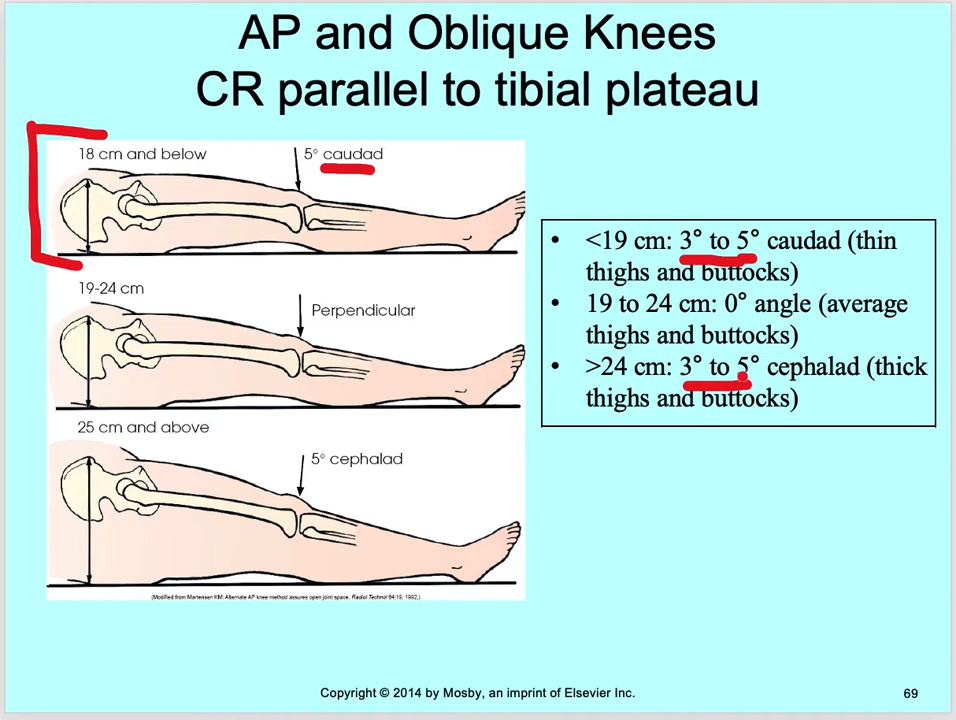 AP and Oblique Knees
CR parallel to tibial plateau
18 cm and below
5° caudad
19-24 cm
Perpendicular
25 cm and above
5° cephalad
(Modified from Martensen KM: Alternate AP knee method assures open joint space, Radiol Technol 64:19, 1992.)
• <19 cm: 3° to 5° caudad (thin
thighs and buttocks)
• 19 to 24 cm: 0° angle (average
thighs and buttocks)
• >24 cm: 3° to 5° cephalad (thick
thighs and buttocks)
Copyright © 2014 by Mosby, an imprint of Elsevier Inc.
69